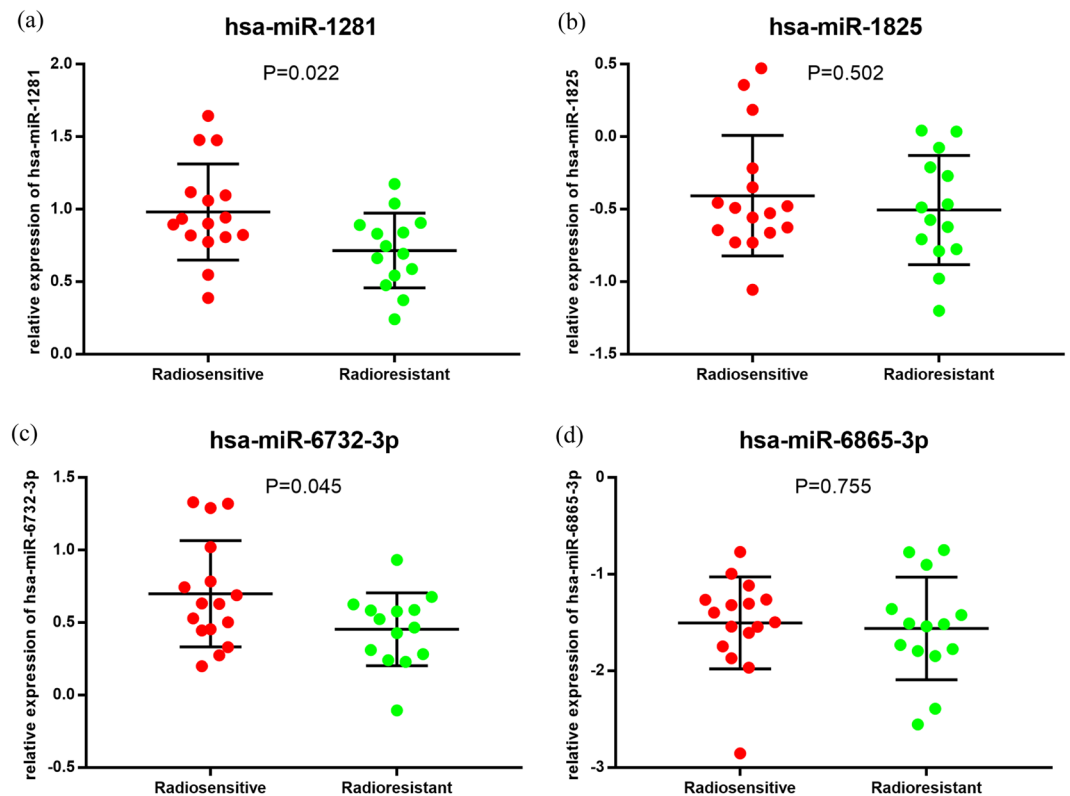 (a)
hsa-miR-1281
P=0.022
relative expression of hsa-miR-1281
2.0
1.5
1.0
0.5
0.0
Radiosensitive
Radioresistant
(b)
hsa-miR-1825
P=0.502
relative expression of hsa-miR-1825
0.5
0.0
-0.5
-1.0
-1.5
Radiosensitive
Radioresistant
(c)
hsa-miR-6732-3p
P=0.045
relative expression of hsa-miR-6732-3p
1.5
1.0
0.5
0.0
-0.5
Radiosensitive
Radioresistant
(d)
hsa-miR-6865-3p
P=0.755
relative expression of hsa-miR-6865-3p
0
-1
-2
-3
Radiosensitive
Radioresistant